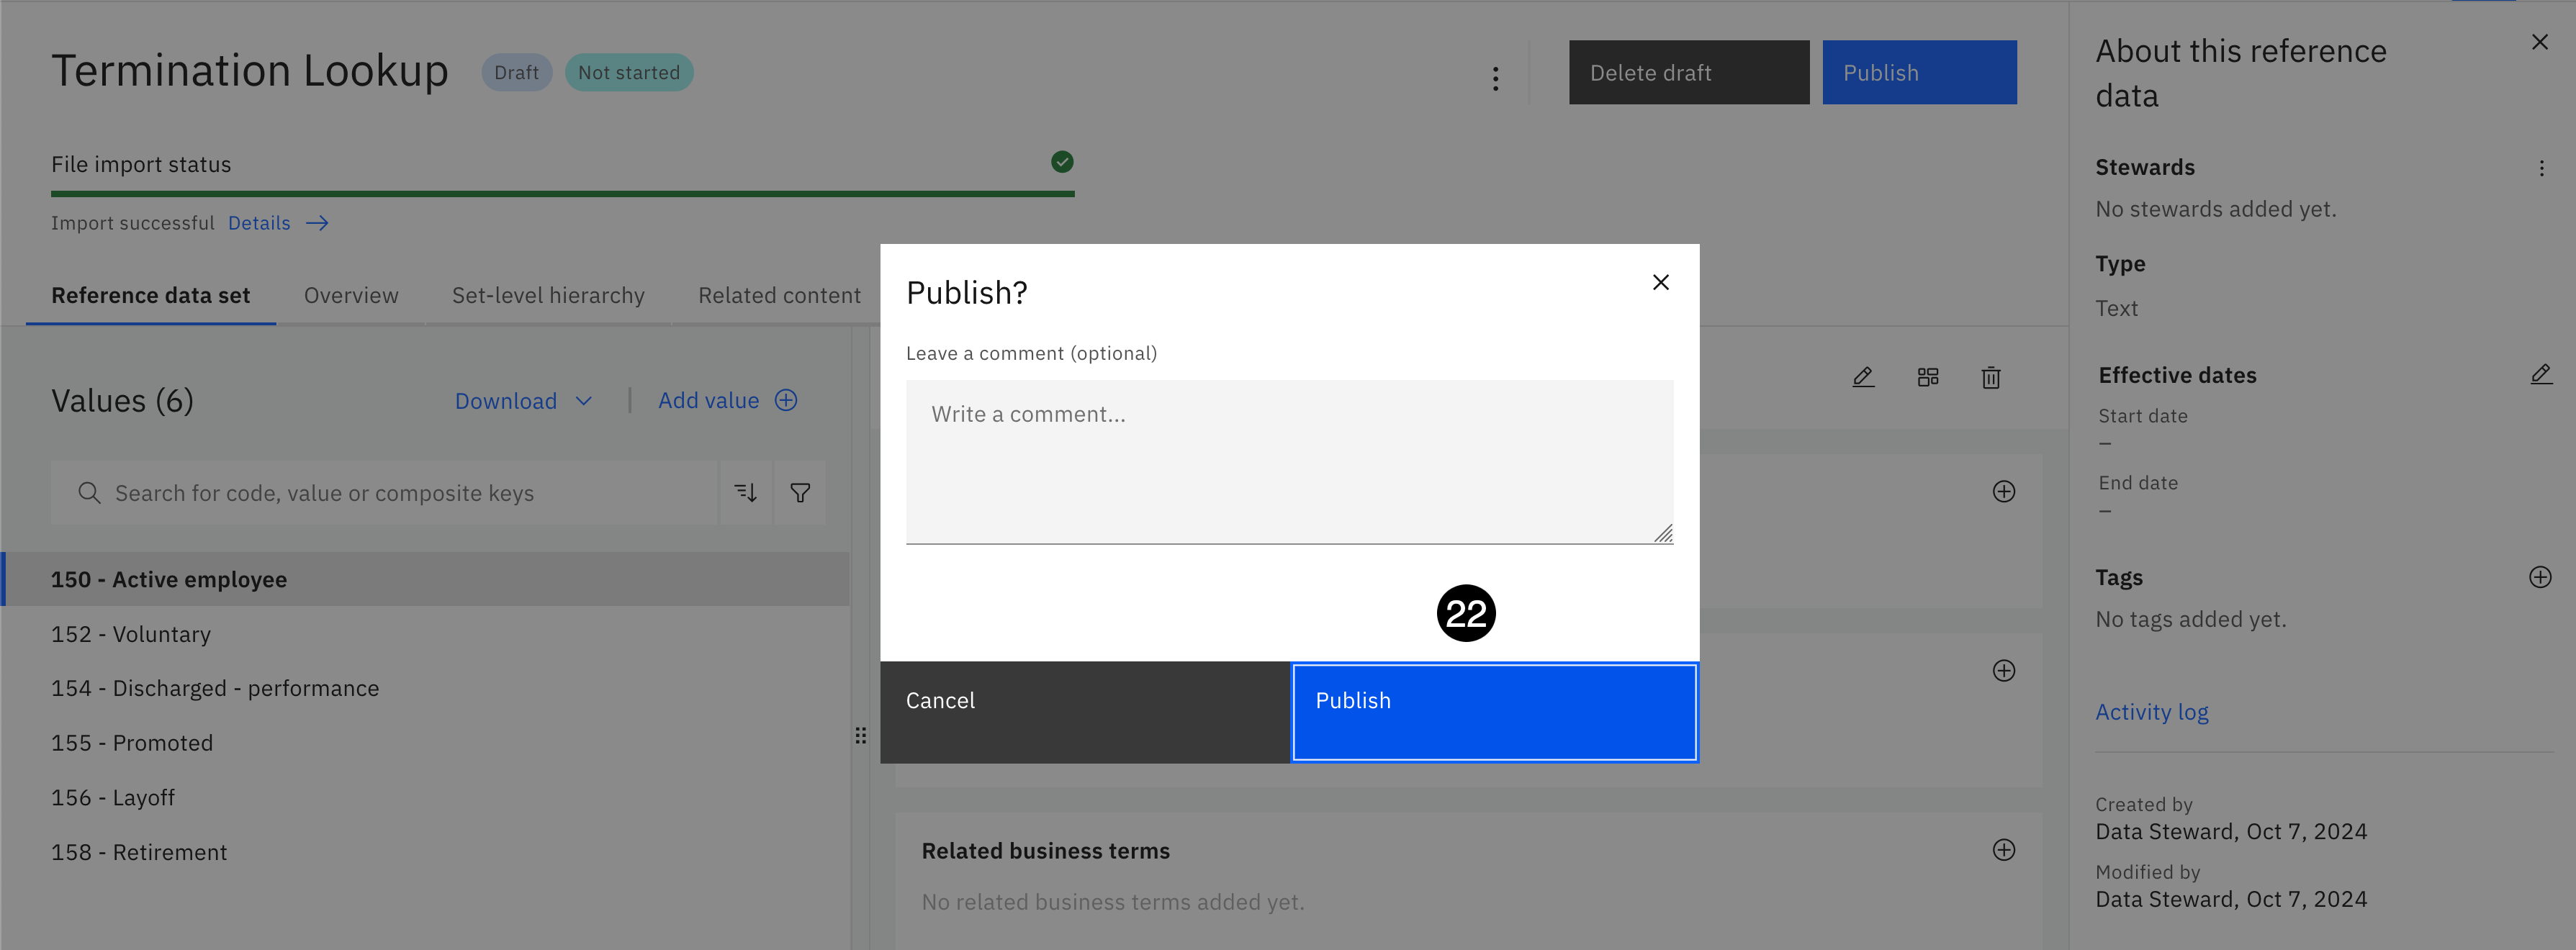 Termination Lookup
Draft
Not started
Delete draft
Publish
File import status
Import successful Details
Reference data set
Overview
Set-level hierarchy
Related content
Values (6)
Download
Add value
Search for code, value or composite keys
150 - Active employee
152 - Voluntary
154 - Discharged - performance
155 - Promoted
156 - Layoff
158 - Retirement
Publish?
Leave a comment (optional)
Write a comment...
22
Cancel
Publish
Related business terms
No related business terms added yet.
About this reference
data
Stewards
No stewards added yet.
Type
Text
Effective dates
Start date
–
End date
–
Tags
No tags added yet.
Activity log
Created by
Data Steward, Oct 7, 2024
Modified by
Data Steward, Oct 7, 2024